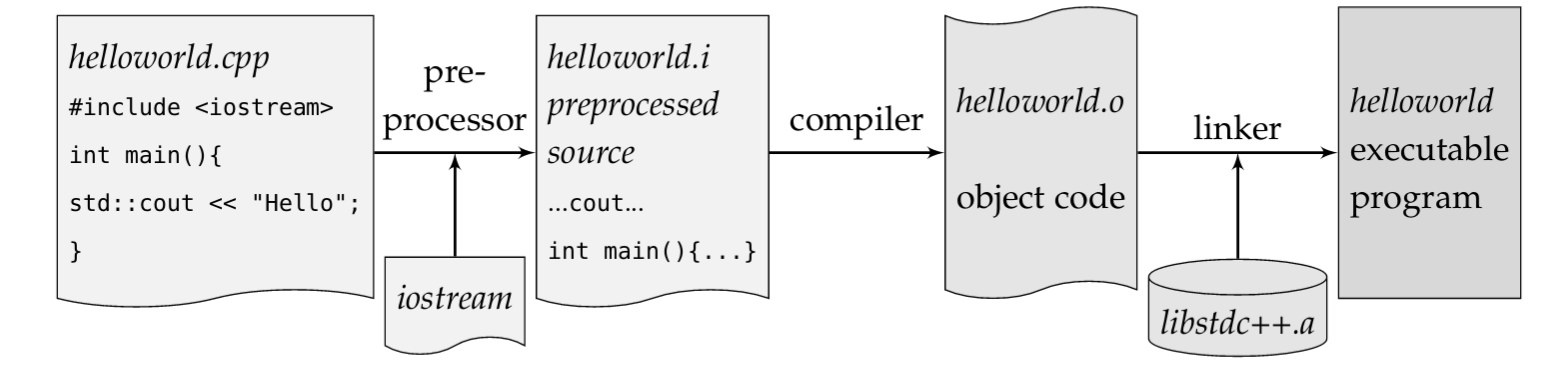 helloworld.cpp
#include <iostream>
int main(){
std::cout << "Hello";
}
pre-
processor
iostream
helloworld.i
preprocessed
source
...cout...
int main(){...}
compiler
helloworld.o
object code
linker
libstdc++.a
helloworld
executable
program